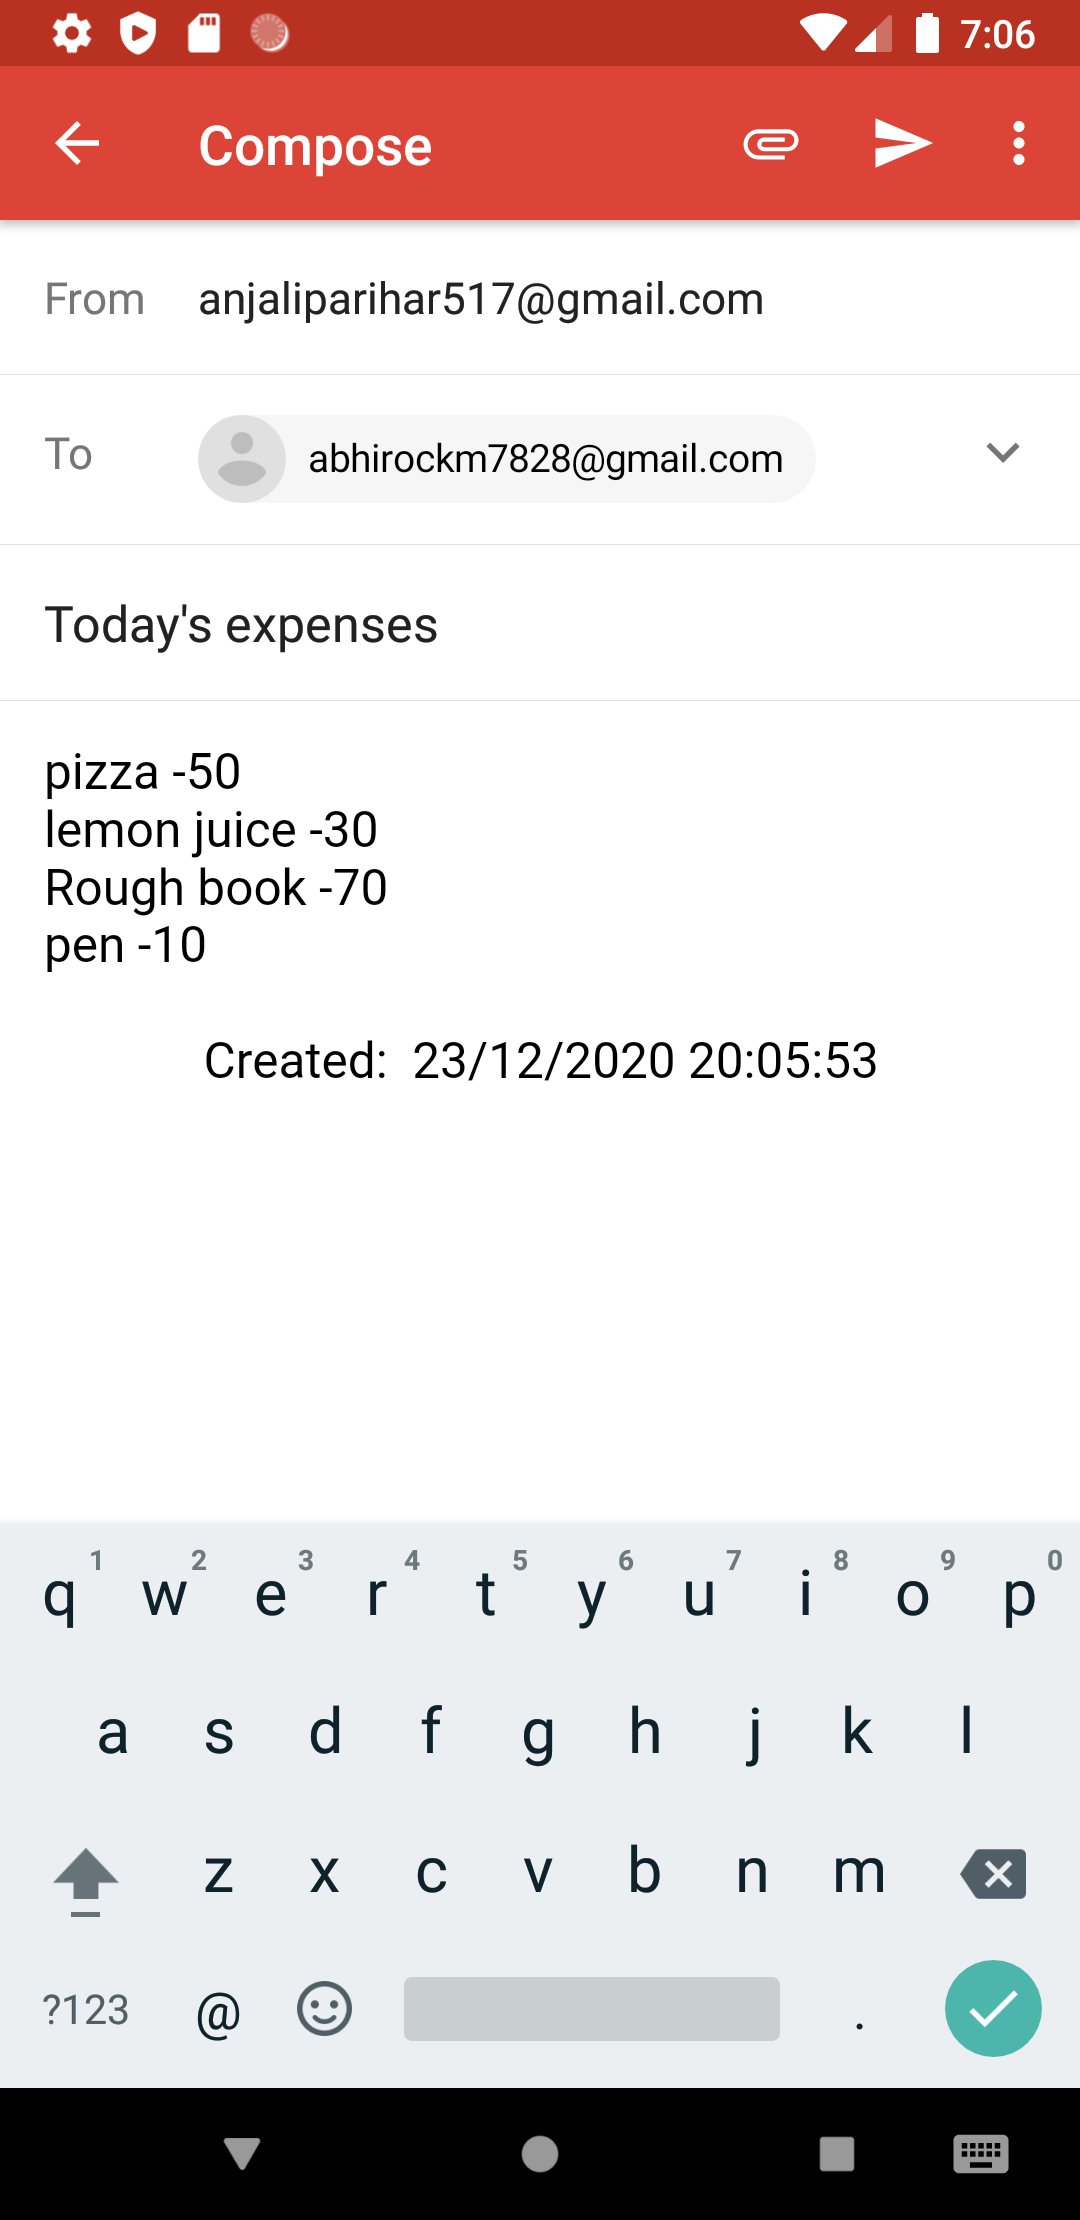 7:06
Compose
From anjaliparihar517@gmail.com
To abhirockm7828@gmail.com
Today's expenses
pizza -50
lemon juice -30
Rough book -70
pen -10
Created: 23/12/2020 20:05:53
1 2 3 4 5 6 7 8 9 0
q w e r t y u i o p
a s d f g h j k l
z x c v b n m
?123 @ .